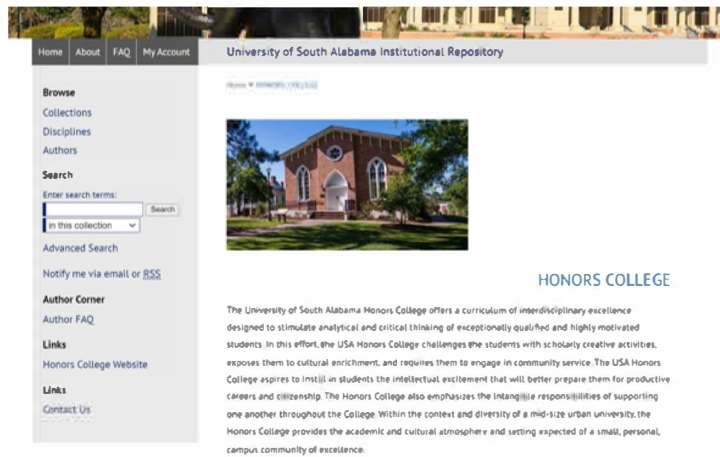 Home About FAQ My Account
University of South Alabama Institutional Repository
Home > HONORS COLLEGE
Browse
Collections
Disciplines
Authors
Search
Enter search terms:
Search
in this collection
Advanced Search
Notify me via email or RSS
Author Corner
Author FAQ
Links
Honors College Website
Links
Contact Us
HONORS COLLEGE
The University of South Alabama Honors College offers a curriculum of interdisciplinary excellence
designed to stimulate analytical and critical thinking of exceptionally qualified and highly motivated
students. In this effort, the USA Honors College challenges the students with scholarly creative activities,
exposes them to cultural enrichment, and requires them to engage in community service. The USA Honors
College aspires to instill in students the intellectual excitement that will better prepare them for productive
careers and citizenship. The Honors College also emphasizes the intangible responsibilities of supporting
one another throughout the College. Within the context and diversity of a mid-size urban university, the
Honors College provides the academic and cultural atmosphere and setting expected of a small, personal,
campus community of excellence.